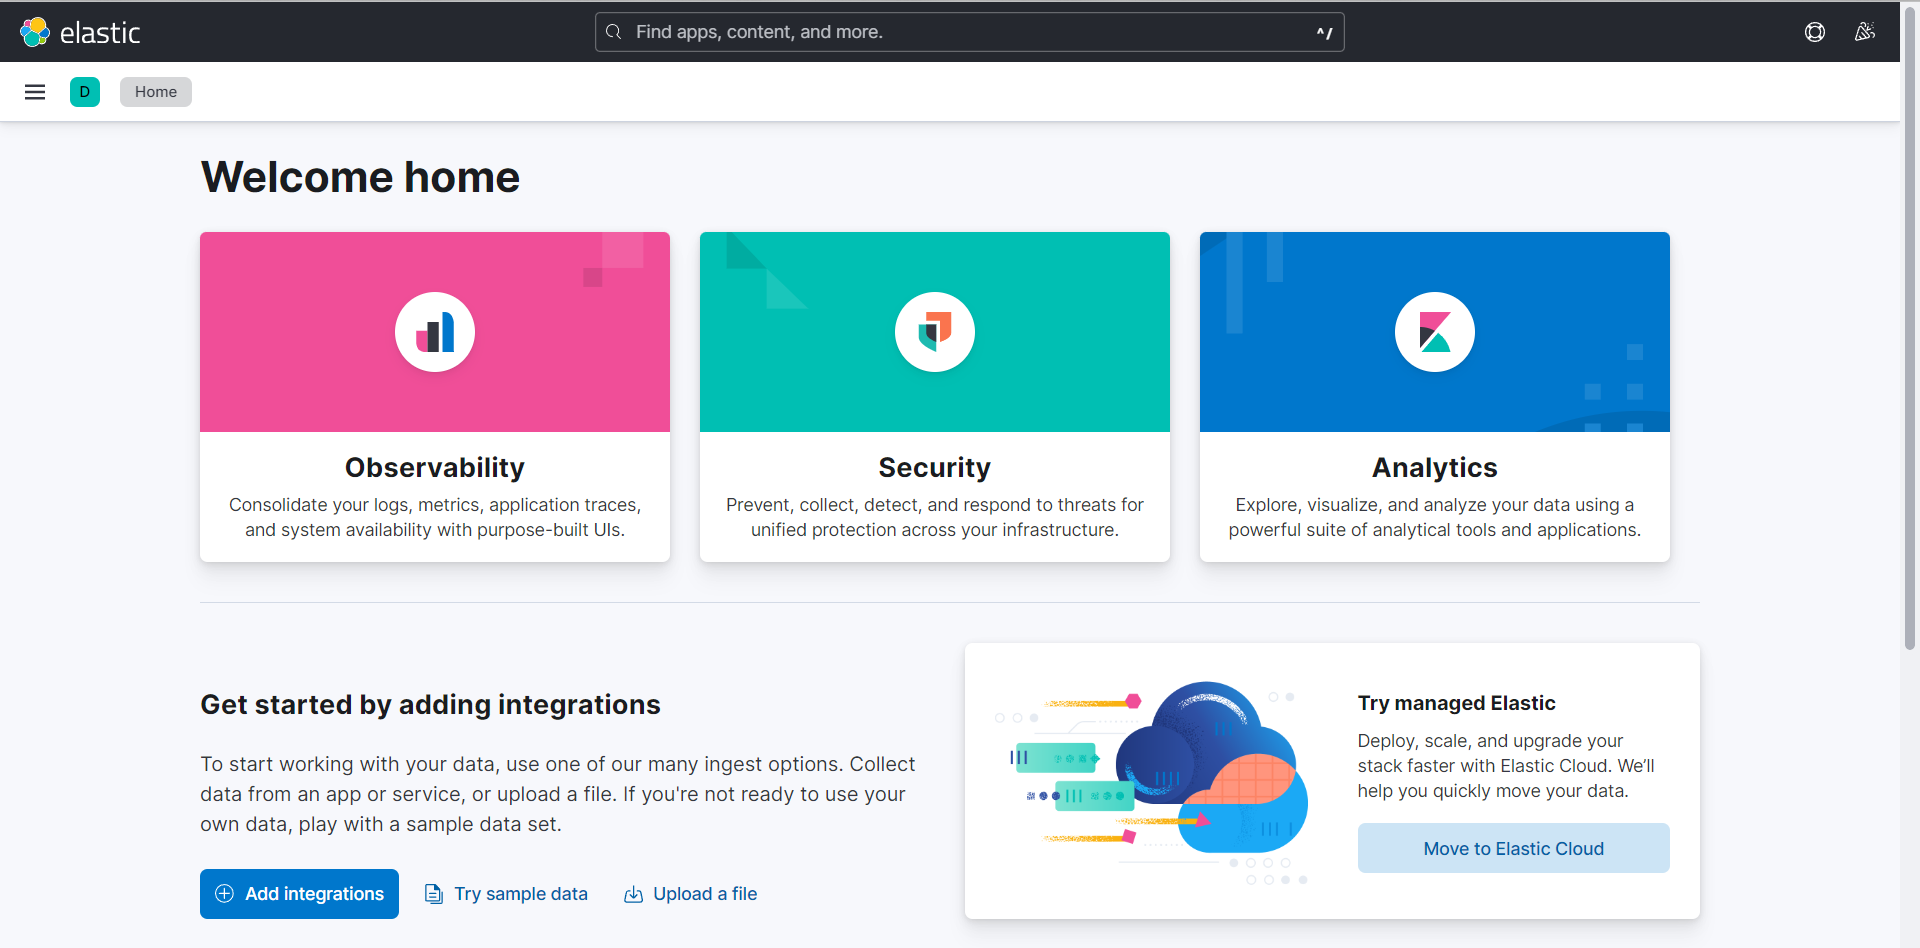 elastic
Find apps, content, and more.
^/
D
Home
Welcome home
Observability
Consolidate your logs, metrics, application traces,
and system availability with purpose-built UIs.
Security
Prevent, collect, detect, and respond to threats for
unified protection across your infrastructure.
Analytics
Explore, visualize, and analyze your data using a
powerful suite of analytical tools and applications.
Get started by adding integrations
To start working with your data, use one of our many ingest options. Collect
data from an app or service, or upload a file. If you're not ready to use your
own data, play with a sample data set.
Add integrations
Try sample data
Upload a file
Try managed Elastic
Deploy, scale, and upgrade your
stack faster with Elastic Cloud. We’ll
help you quickly move your data.
Move to Elastic Cloud